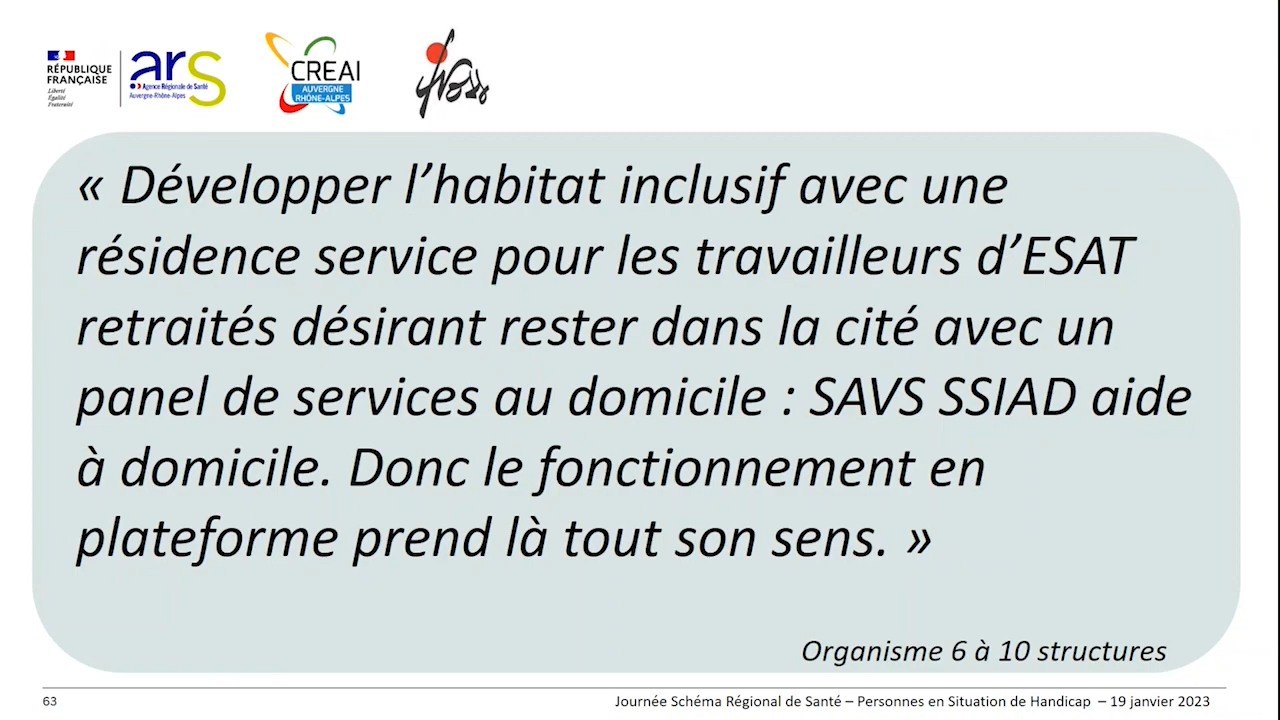 RÉPUBLIQUE
FRANÇAISE
Liberté
Égalité
Fraternité
ars
Agence Régionale de Santé
Auvergne-Rhône-Alpes
CREAI
AUVERGNE
RHÔNE-ALPES
« Développer l’habitat inclusif avec une
résidence service pour les travailleurs d’ESAT
retraités désirant rester dans la cité avec un
panel de services au domicile : SAVS SSIAD aide
à domicile. Donc le fonctionnement en
plateforme prend là tout son sens. »
Organisme 6 à 10 structures
63
Journée Schéma Régional de Santé – Personnes en Situation de Handicap – 19 janvier 2023